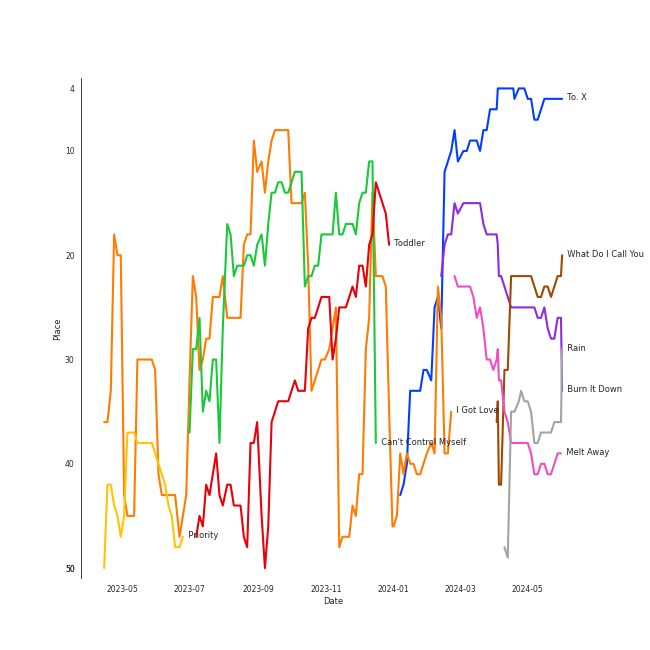 4
To. X
10
Toddler
20
What Do I Call You
Place
Rain
30
Burn It Down
I Got Love
Can't Control Myself
Melt Away
40
Priority
50
2023-05
2023-07
2023-09
2023-11
2024-01
2024-03
2024-05
Date